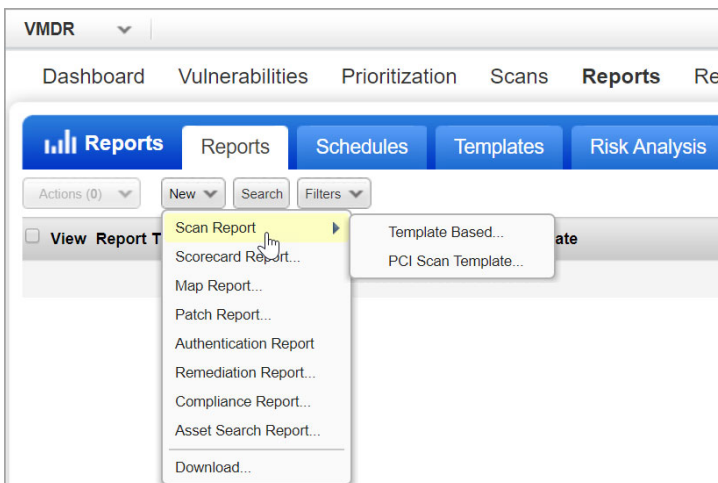 VMDR
Dashboard Vulnerabilities Prioritization Scans Reports Re
Reports Reports Schedules Templates Risk Analysis
Actions (0) New Search Filters
View Report T ate
Scan Report
Scorecard Report...
Map Report...
Patch Report...
Authentication Report
Remediation Report...
Compliance Report...
Asset Search Report...
Download...
Template Based...
PCI Scan Template...